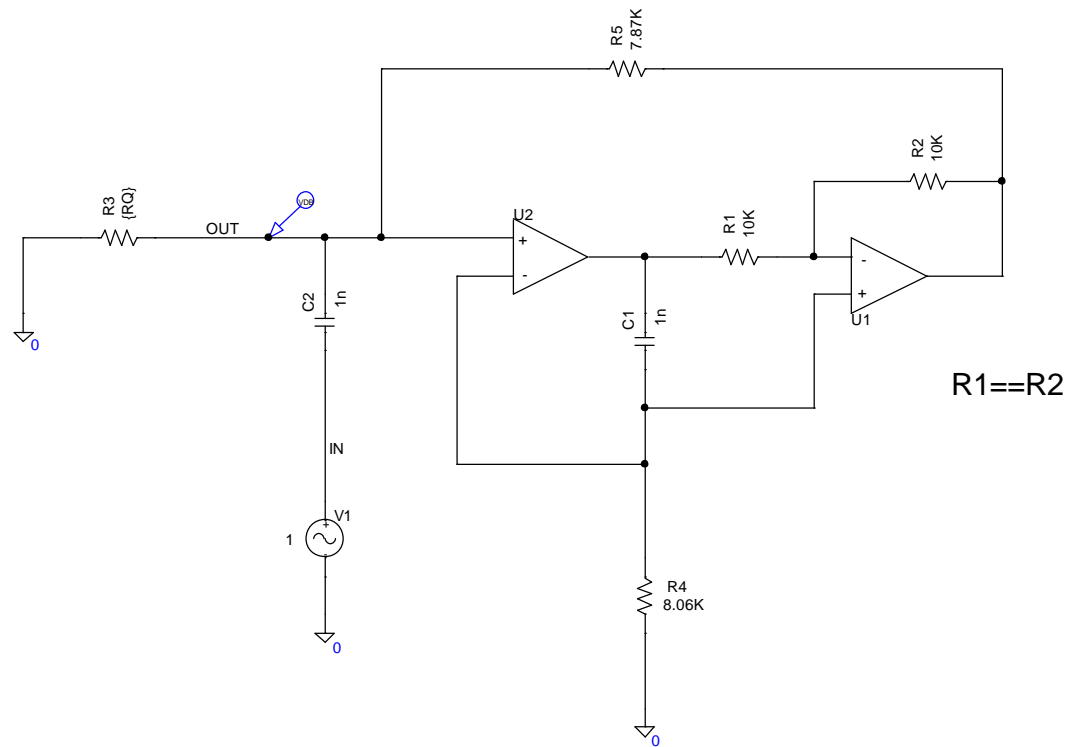 R5
7.87K
R2
10K
R3
{RQ}
VDB
OUT
U2
+
-
R1
10K
-
+
U1
C2
1n
C1
1n
0
R1==R2
IN
V1
+
-
1
R4
8.06K
0
0